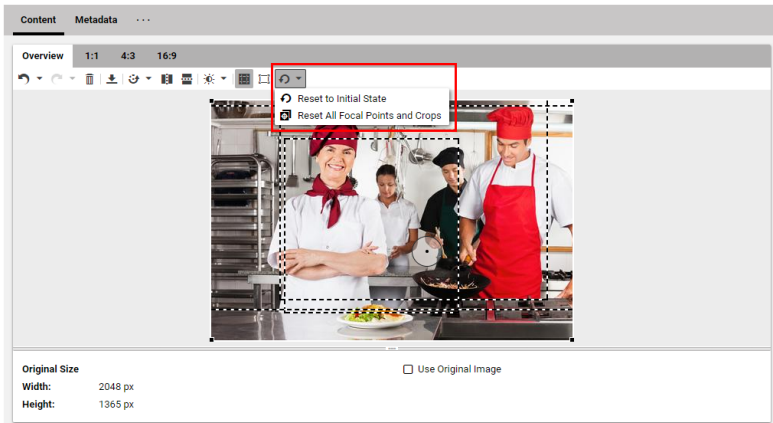 Content Metadata ...
Overview 1:1 4:3 16:9
Reset to Initial State
Reset All Focal Points and Crops
Original Size
Use Original Image
Width: 2048 px
Height: 1365 px